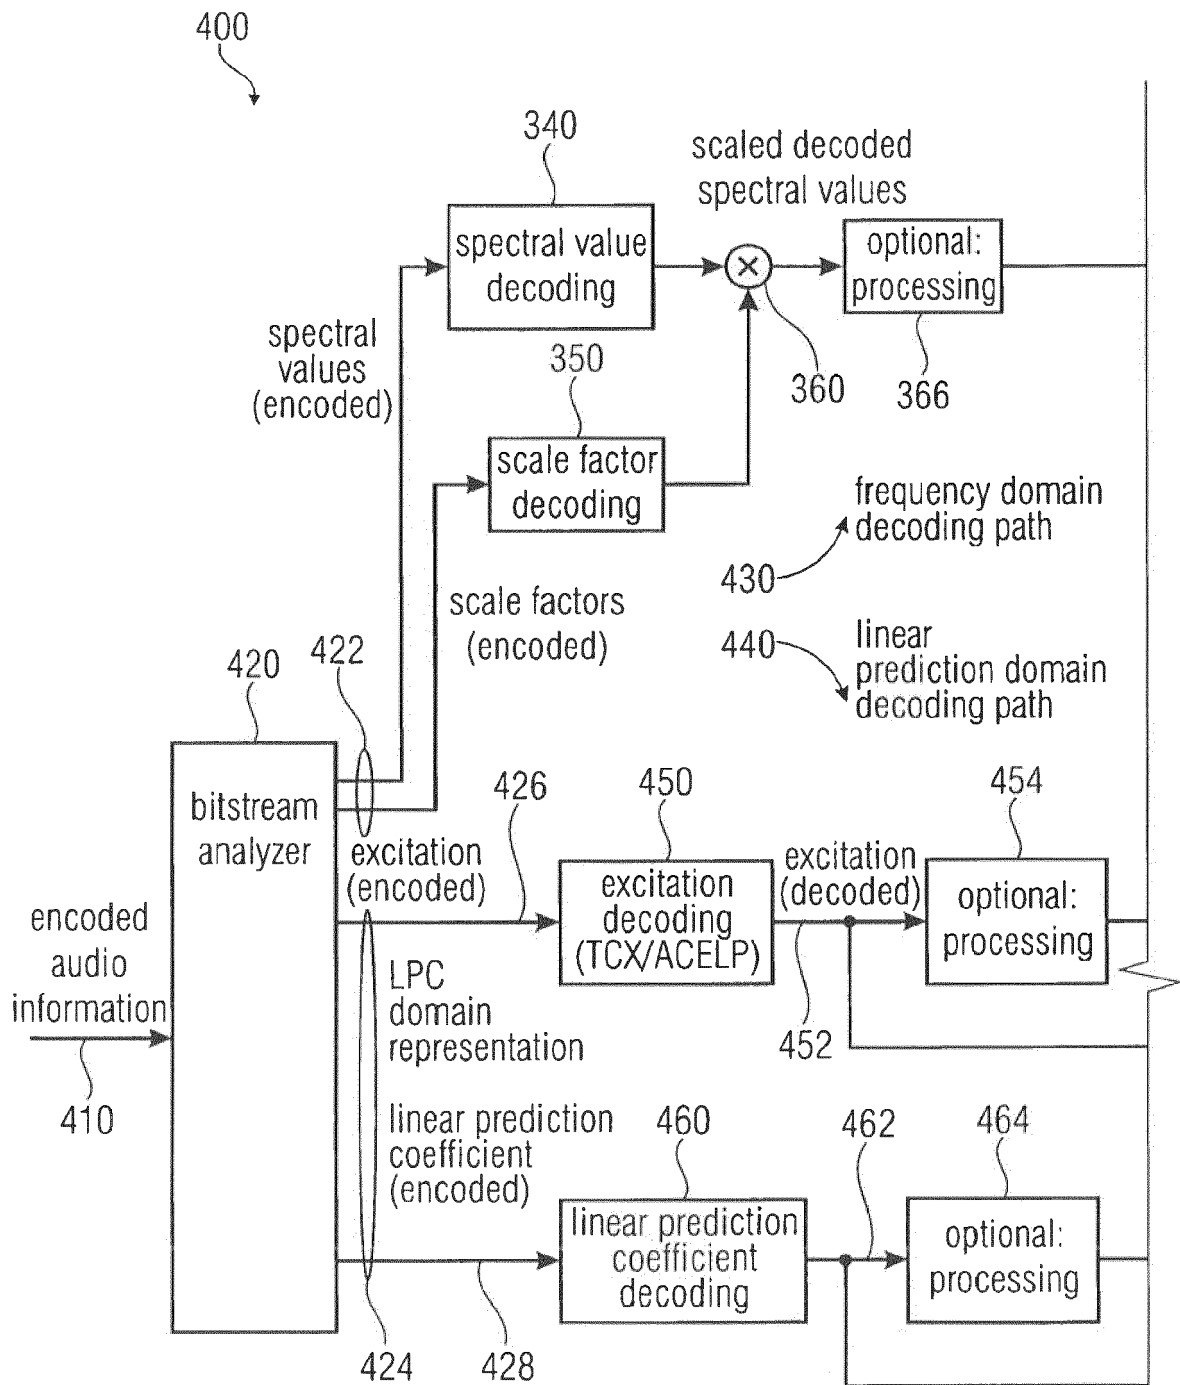 400
340
scaled decoded
spectral values
spectral value
decoding
optional:
processing
spectral
values
(encoded)
350
360
366
scale factor
decoding
frequency domain
decoding path
430
scale factors
(encoded)
linear
prediction domain
decoding path
440
420
422
bitstream
analyzer
426
450
454
excitation
(encoded)
excitation
decoding
(TCX/ACELP)
excitation
(decoded)
optional:
processing
encoded
audio
information
LPC
domain
representation
452
410
linear prediction
coefficient
(encoded)
460
462
464
linear prediction
coefficient
decoding
optional:
processing
424
428